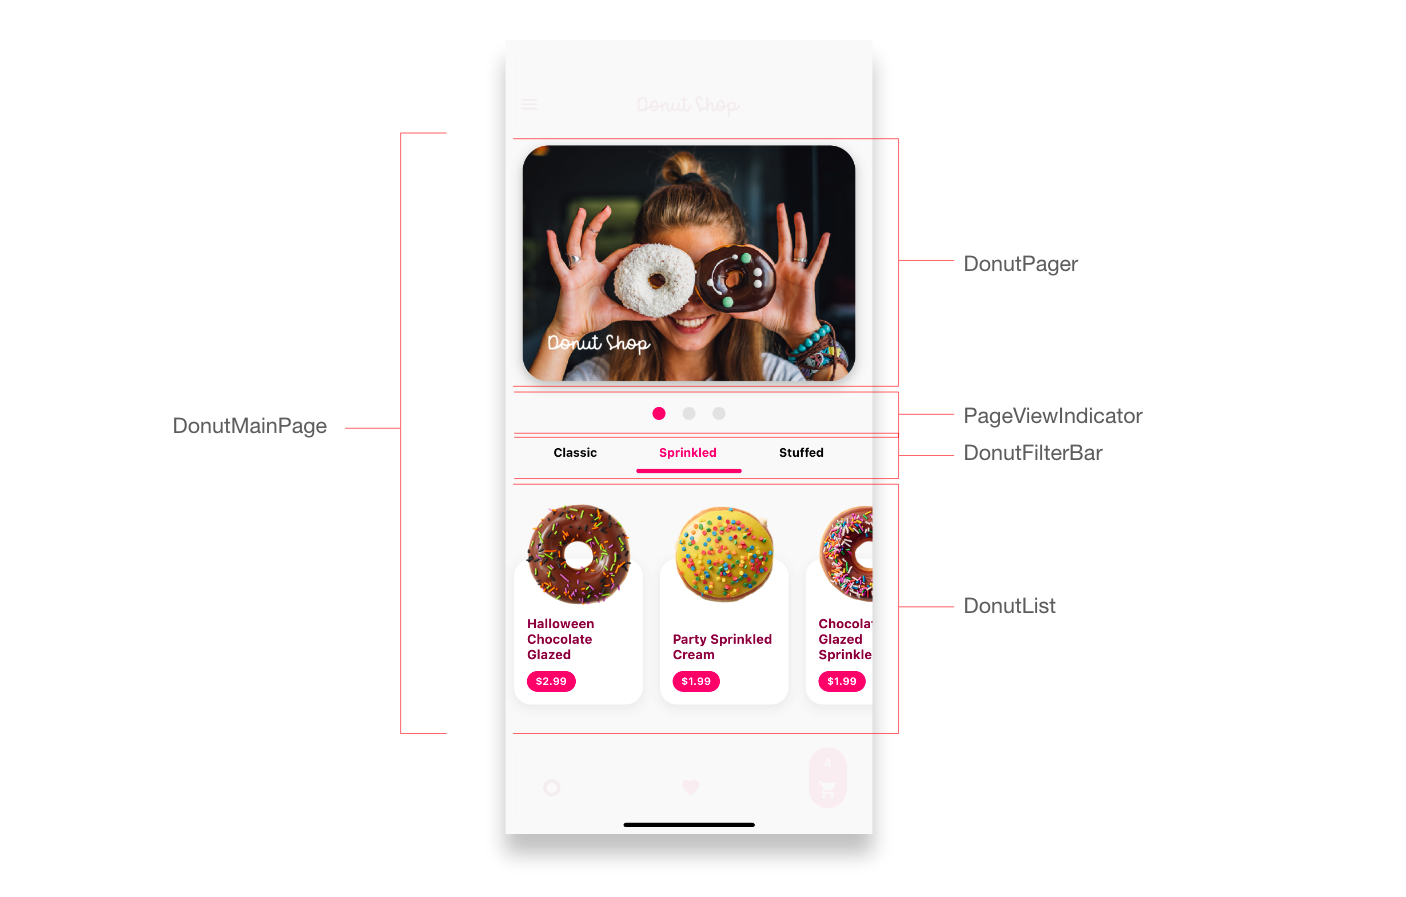 Donut Shop
Donut Shop
DonutPager
PageViewIndicator
DonutMainPage
Classic
Sprinkled
Stuffed
DonutFilterBar
Halloween
Chocolate
Glazed
$2.99
Party Sprinkled
Cream
$1.99
Chocolat
Glazed
Sprinkle
$1.99
DonutList